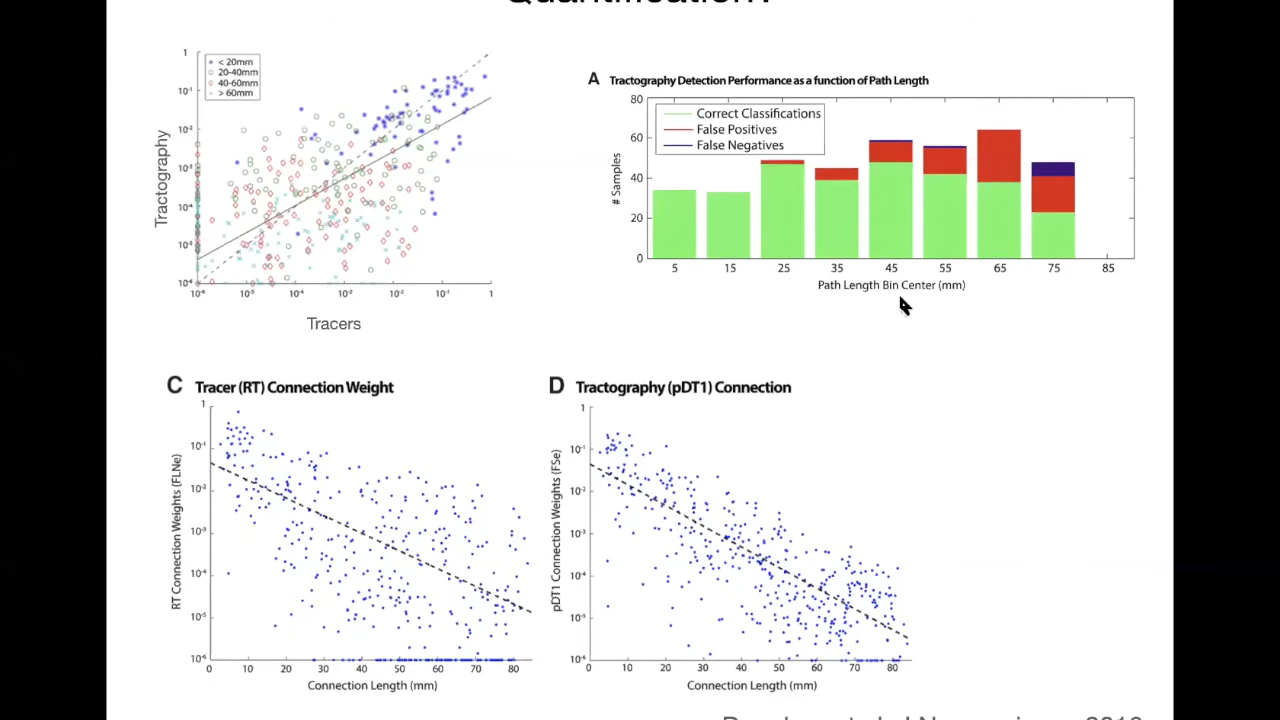 Quantification?
1
10-1
10-2
10-3
10-4
10-5
10-6
10-6
10-5
10-4
10-3
10-2
10-1
1
< 20mm
20-40mm
40-60mm
> 60mm
Tractography
Tracers
A Tractography Detection Performance as a function of Path Length
80
60
40
20
0
# Samples
Correct Classifications
False Positives
False Negatives
5 15 25 35 45 55 65 75 85
Path Length Bin Center (mm)
C Tracer (RT) Connection Weight
1
10-1
10-2
10-3
10-4
10-5
10-6
RT Connection Weights (FLNe)
0 10 20 30 40 50 60 70 80
Connection Length (mm)
D Tractography (pDT1) Connection
1
10-1
10-2
10-3
10-4
10-5
10-6
pDT1 Connection Weights (FSe)
0 10 20 30 40 50 60 70 80
Connection Length (mm)